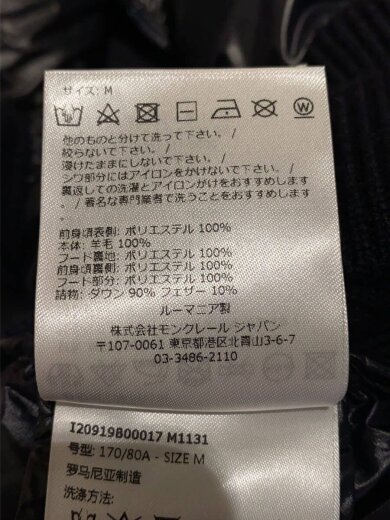 サイズ: M
他のものと分けて洗って下さい。 /
絞らないで下さい。 /
浸けたままにしないで下さい。 /
シワ部分にはアイロンをかけないで下さい。 /
裏返しての洗濯とアイロンがけをおすすめします
。 / 著名な専門業者で洗うことをおすすめします
。
前身頃表側: ポリエステル 100%
本体: 羊毛 100%
フード裏地: ポリエステル 100%
前身頃裏側: ポリエステル 100%
フード部分: ポリエステル 100%
詰物: ダウン 90% フェザー 10%
ルーマニア製
株式会社モンクレール ジャパン
〒107-0061 東京都港区北青山3-6-7
03-3486-2110
I20919B00017 M1131
号型: 170/80A - SIZE M
罗马尼亚制造
洗涤方法: